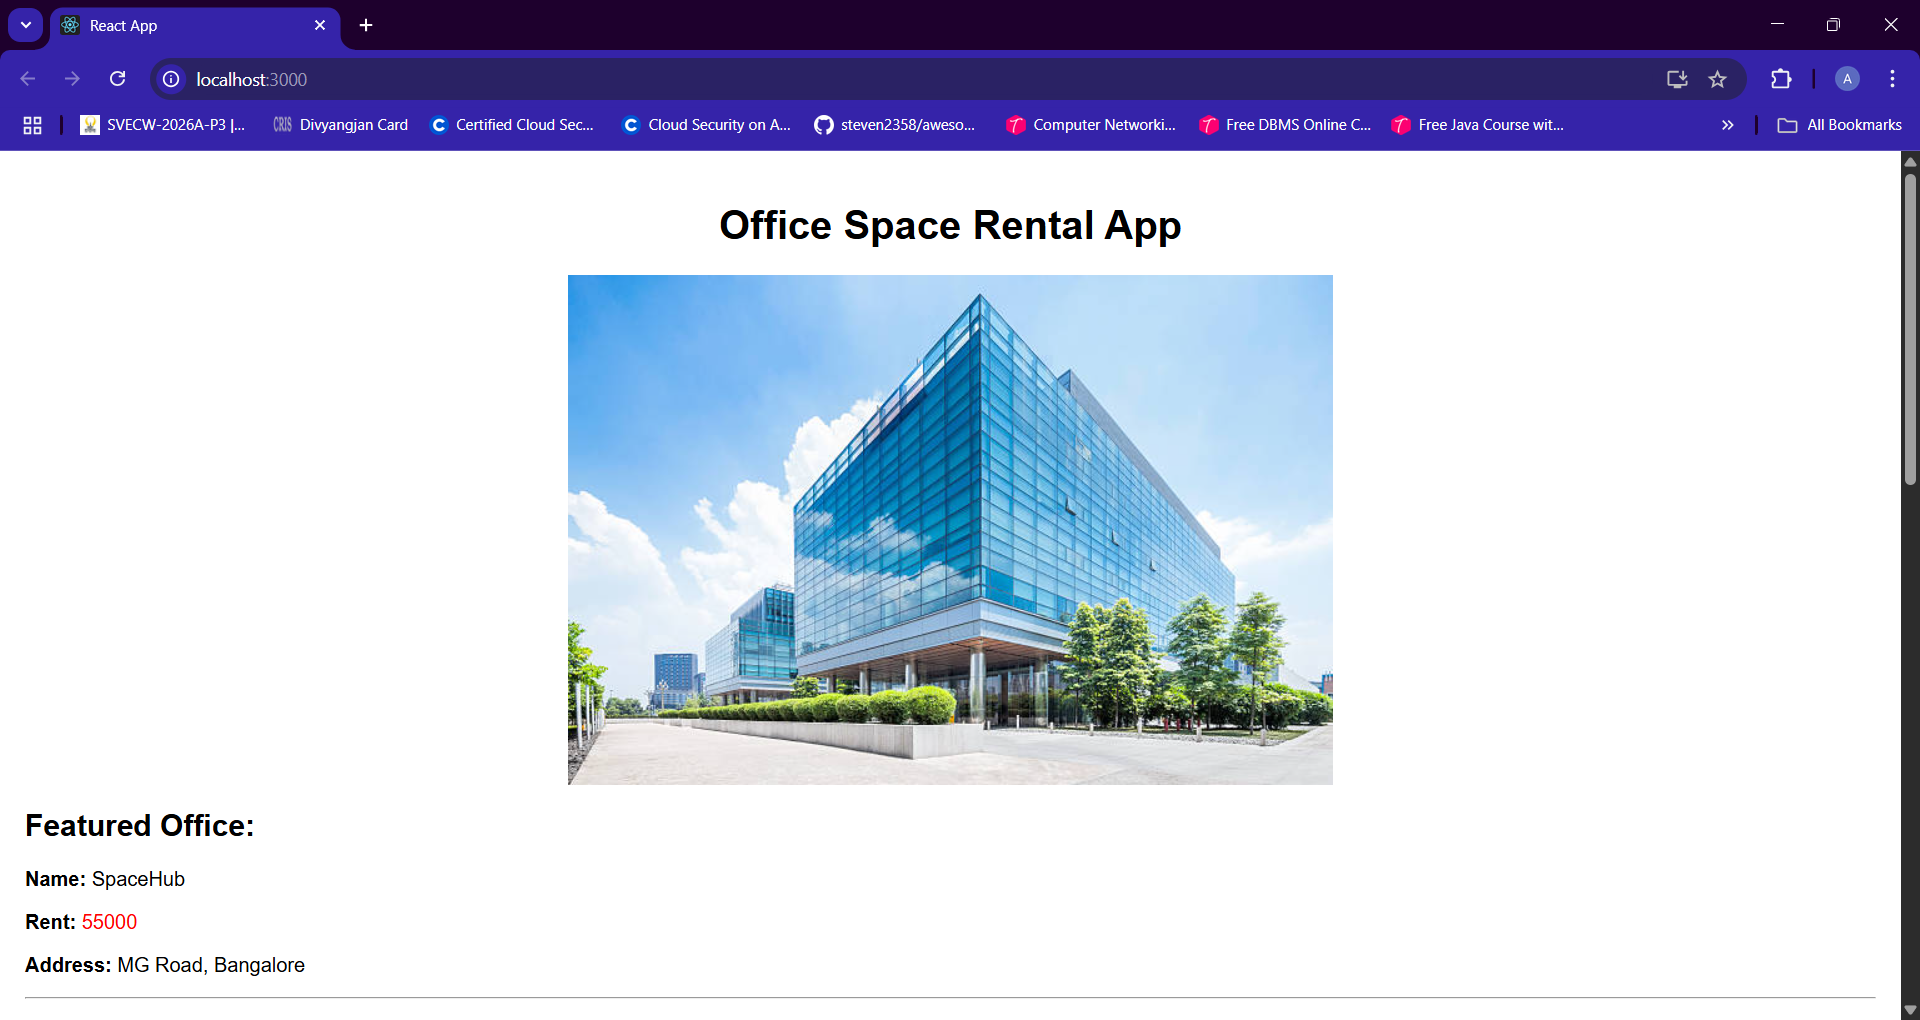 React App
localhost:3000
A
SVECW-2026A-P3 |...
CRIS Divyangjan Card
C Certified Cloud Sec...
C Cloud Security on A...
steven2358/aweso...
Computer Networki...
Free DBMS Online C...
Free Java Course wit...
All Bookmarks
Office Space Rental App
Featured Office:
Name: SpaceHub
Rent: 55000
Address: MG Road, Bangalore